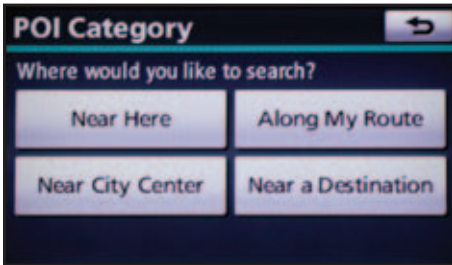 POI Category
Where would you like to search?
Near Here
Along My Route
Near City Center
Near a Destination